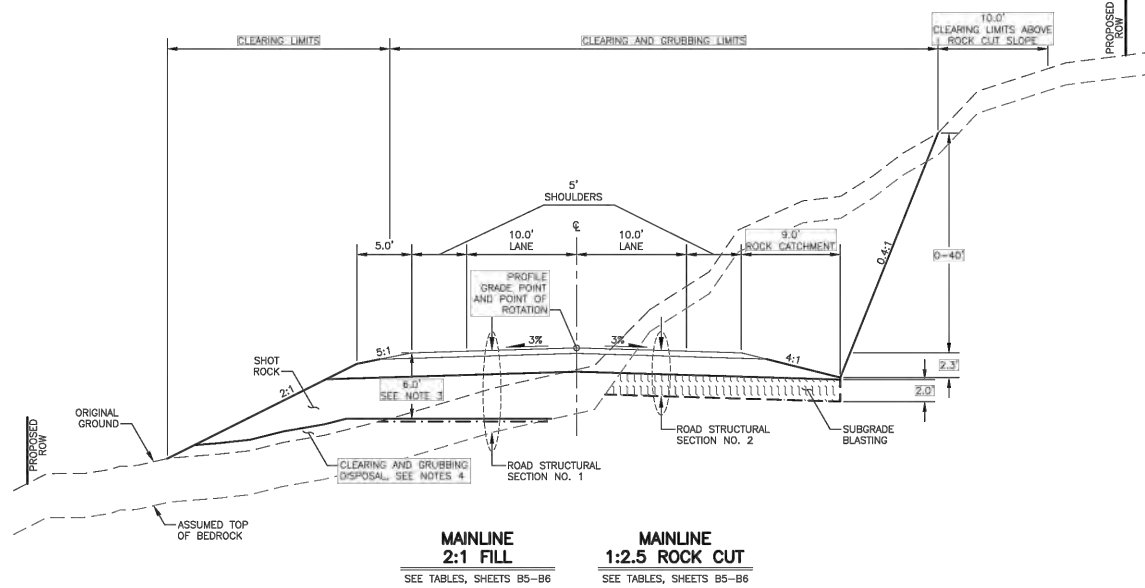 10.0'
CLEARING LIMITS ABOVE
ROCK CUT SLOPE
PROPOSED
ROW
CLEARING LIMITS
CLEARING AND GRUBBING LIMITS
5'
SHOULDERS
℄
5.0'
10.0'
LANE
10.0'
LANE
9.0'
ROCK CATCHMENT
0.4:1
0-40'
PROFILE
GRADE POINT
AND POINT OF
ROTATION
3%
3%
5:1
4:1
SHOT
ROCK
2:1
6.0'
SEE NOTE 3
2.3'
2.0'
ORIGINAL
GROUND
PROPOSED
ROW
ROAD STRUCTURAL
SECTION NO. 2
SUBGRADE
BLASTING
CLEARING AND GRUBBING
DISPOSAL, SEE NOTES 4
ROAD STRUCTURAL
SECTION NO. 1
ASSUMED TOP
OF BEDROCK
MAINLINE
2:1 FILL
SEE TABLES, SHEETS B5-B6
MAINLINE
1:2.5 ROCK CUT
SEE TABLES, SHEETS B5-B6